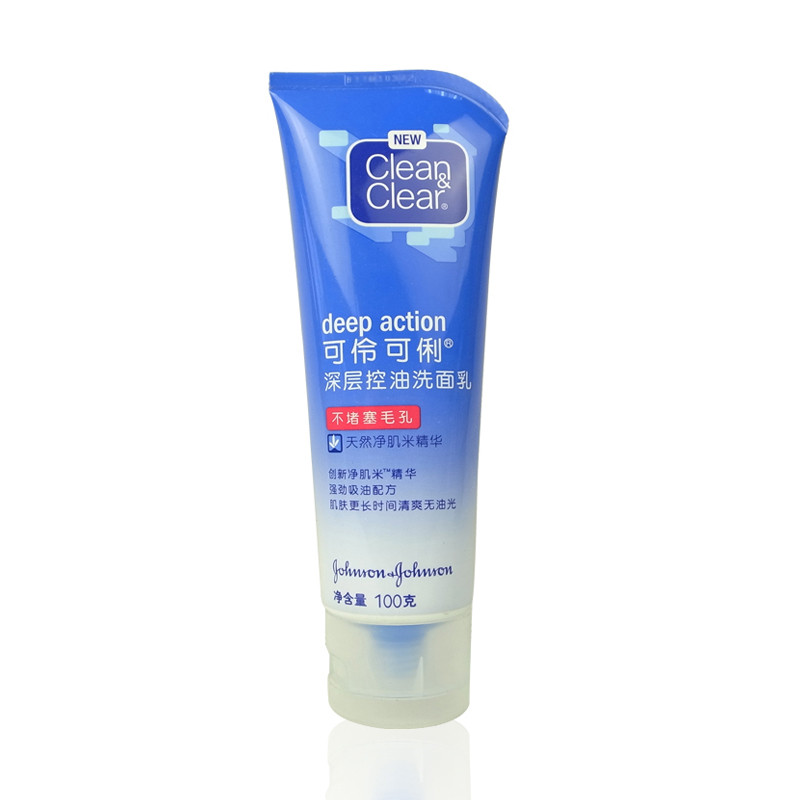 NEW
Clean
&
Clear®
deep action
可伶可俐®
深层控油洗面乳
不堵塞毛孔
天然净肌米精华
创新净肌米™精华
强劲吸油配方
肌肤更长时间清爽无油光
Johnson & Johnson
净含量 100克